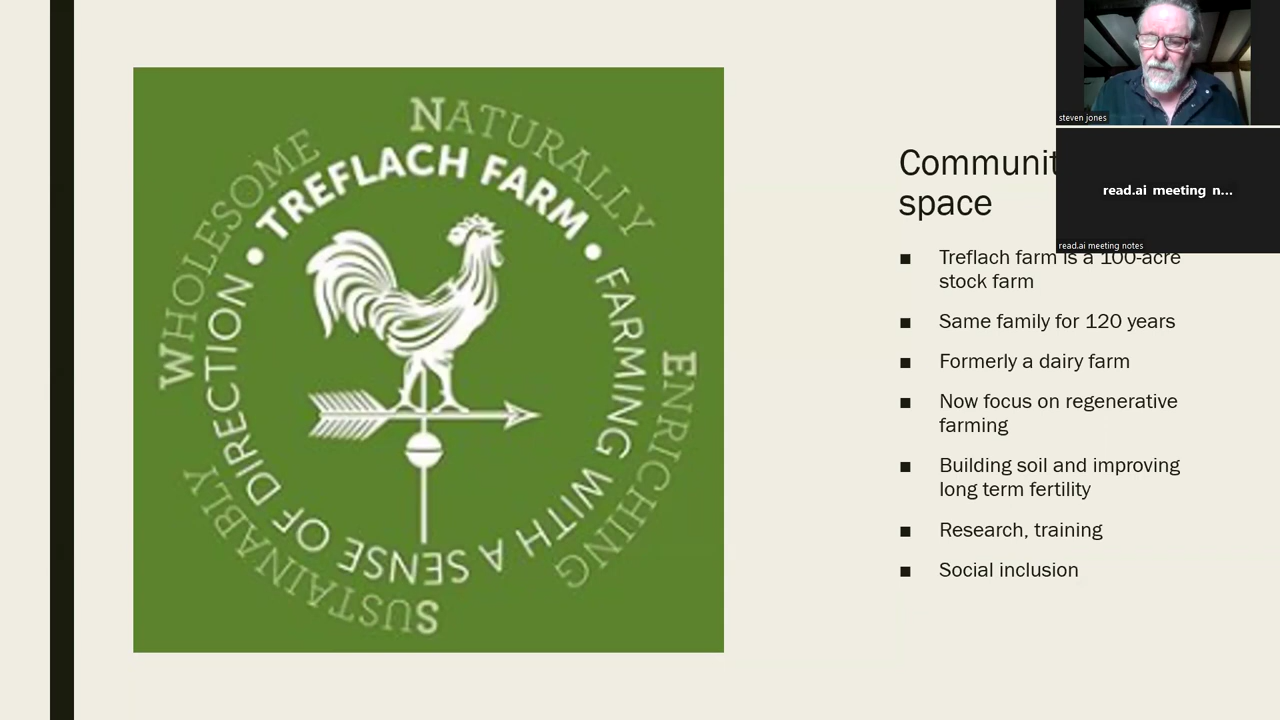 NATURALLY
ENRICHING
SUSTAINABLY
WHOLESOME
TREFLACH FARM
• FARMING WITH A SENSE OF DIRECTION •
Communit
space
■ Treflach farm is a 100-acre
stock farm
■ Same family for 120 years
■ Formerly a dairy farm
■ Now focus on regenerative
farming
■ Building soil and improving
long term fertility
■ Research, training
■ Social inclusion
steven jones
read.ai meeting n...
read.ai meeting notes